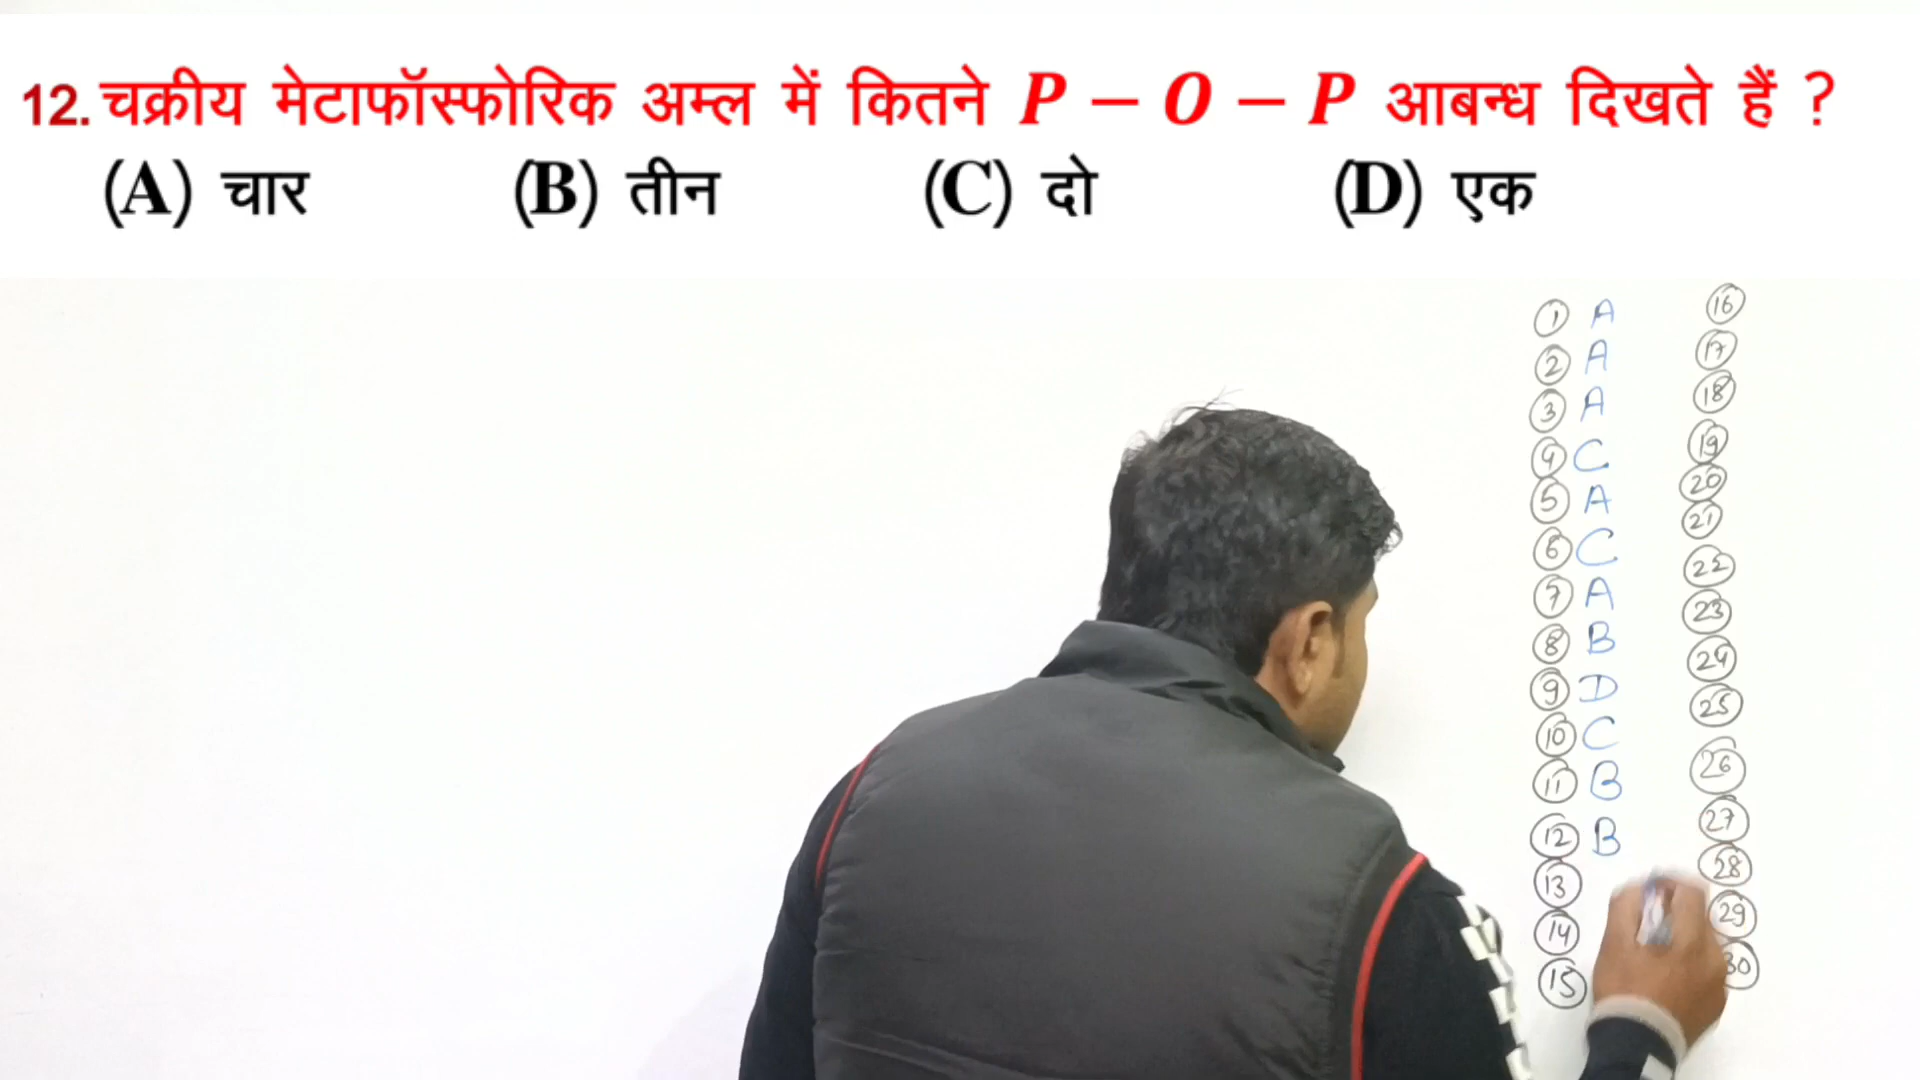 12. चक्रीय मेटाफॉस्फोरिक अम्ल में कितने P – O – P आबन्ध दिखते हैं ?
(A) चार (B) तीन (C) दो (D) एक
1 A
2 A
3 A
4 C
5 A
6 C
7 A
8 B
9 D
10 C
11 B
12 B
13
14
15
16
17
18
19
20
21
22
23
24
25
26
27
28
29
30